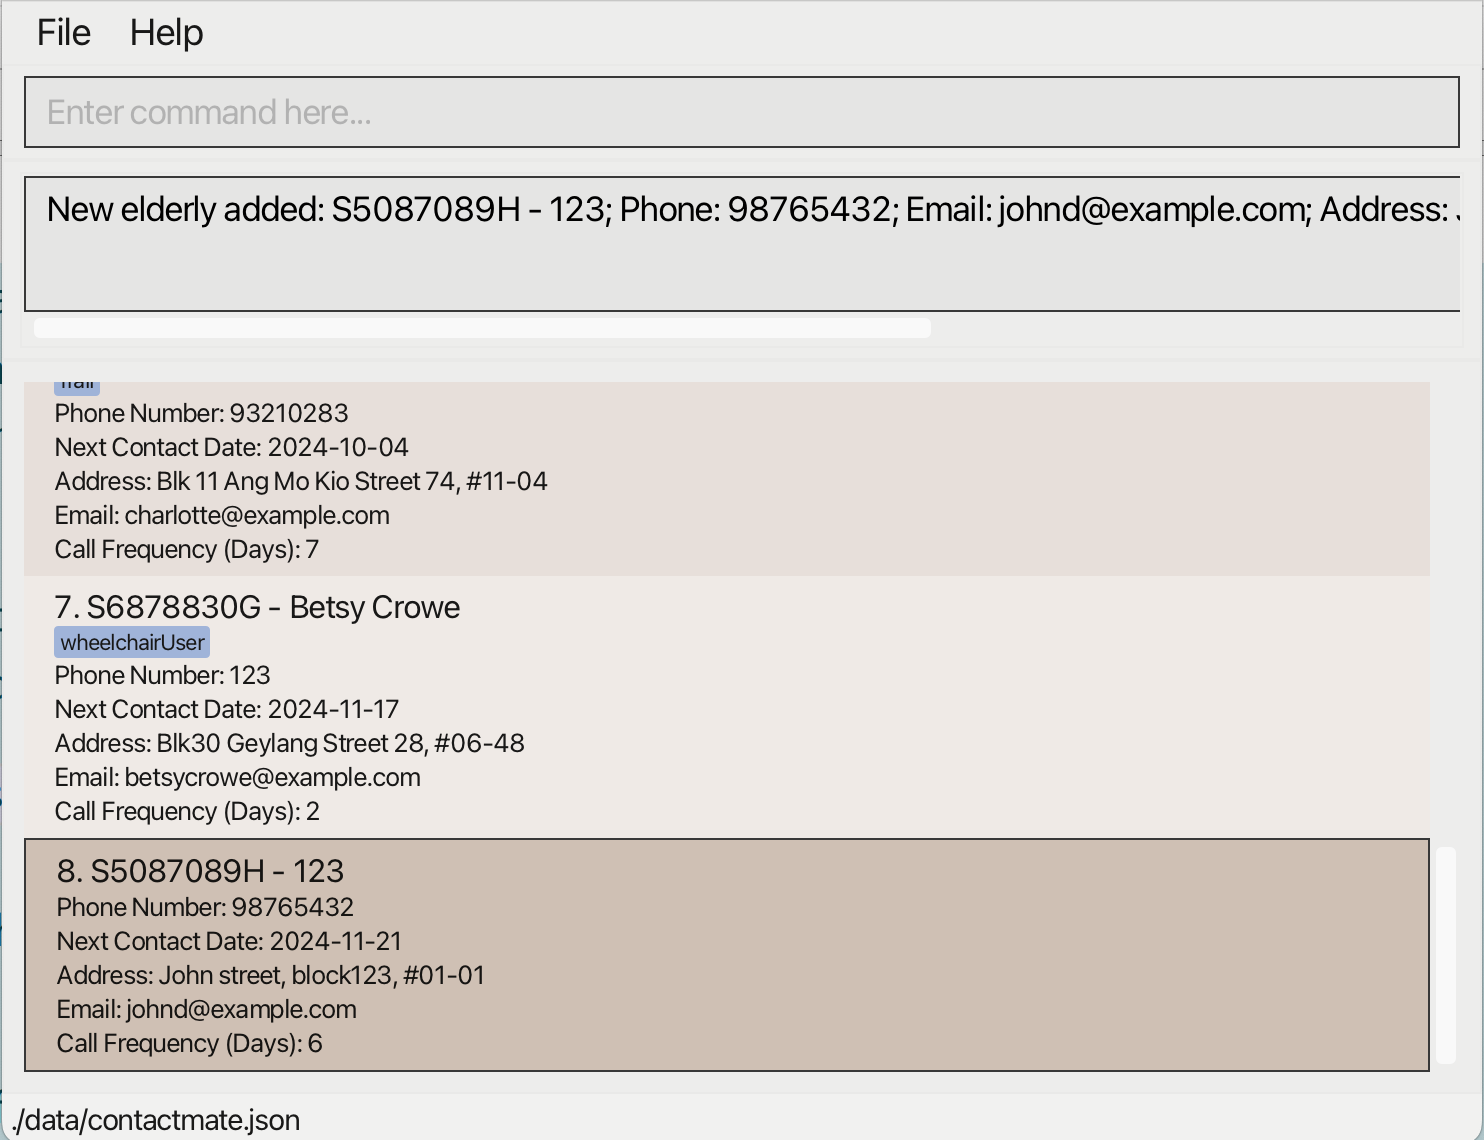 File Help
Enter command here...
New elderly added: S5087089H - 123; Phone: 98765432; Email: johnd@example.com; Address:
frail
Phone Number: 93210283
Next Contact Date: 2024-10-04
Address: Blk 11 Ang Mo Kio Street 74, #11-04
Email: charlotte@example.com
Call Frequency (Days): 7
7. S6878830G - Betsy Crowe
wheelchairUser
Phone Number: 123
Next Contact Date: 2024-11-17
Address: Blk30 Geylang Street 28, #06-48
Email: betsycrowe@example.com
Call Frequency (Days): 2
8. S5087089H - 123
Phone Number: 98765432
Next Contact Date: 2024-11-21
Address: John street, block123, #01-01
Email: johnd@example.com
Call Frequency (Days): 6
./data/contactmate.json